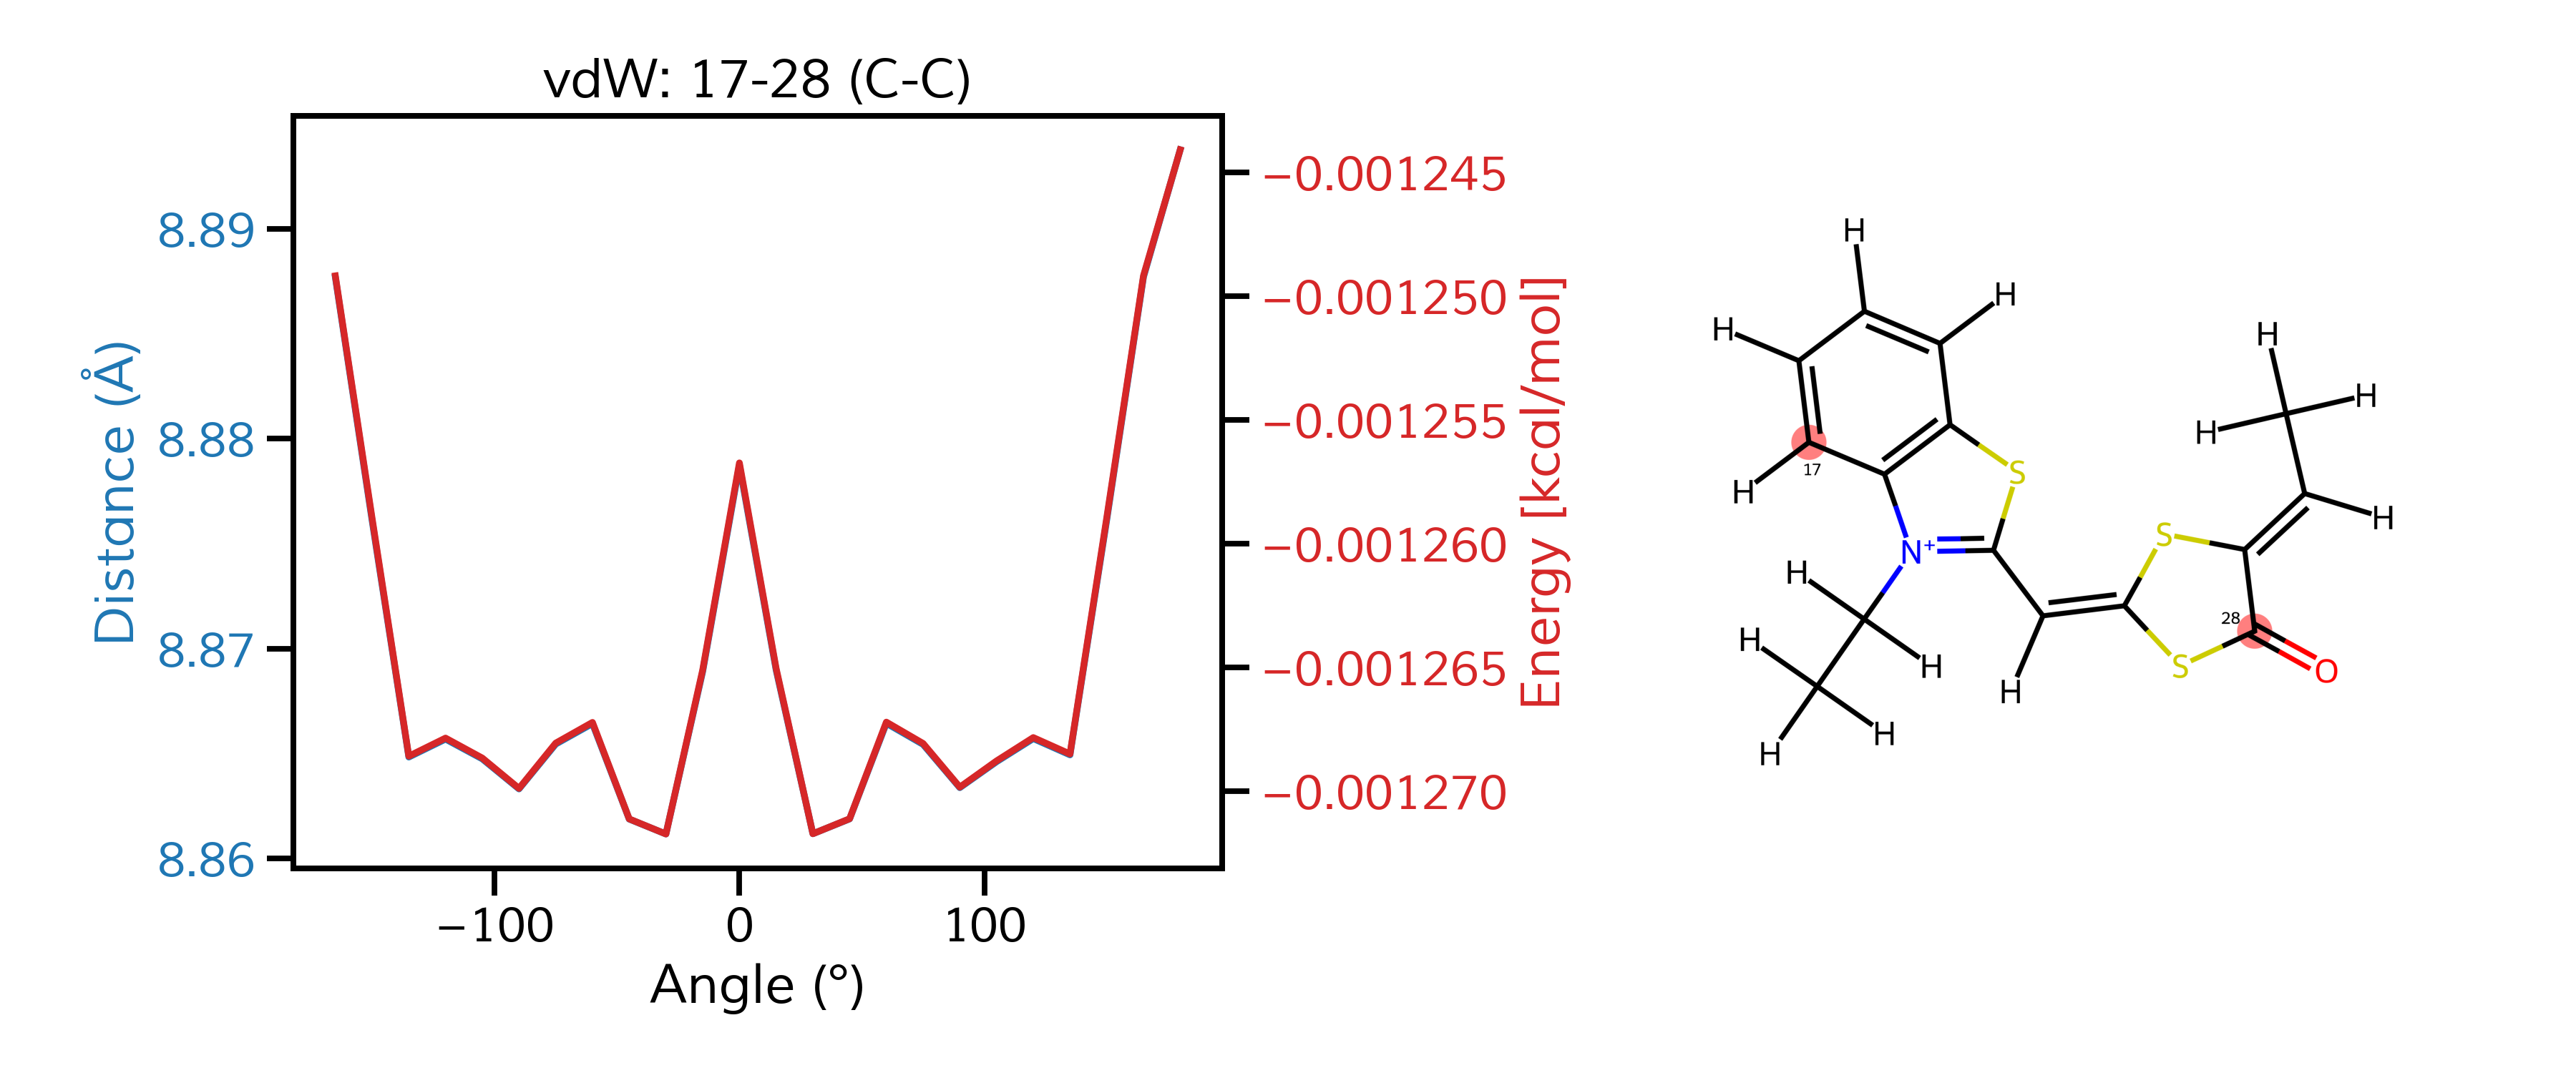 vdW: 17-28 (C-C)
Distance (Å)
8.89
8.88
8.87
8.86
−100
0
100
Angle (°)
−0.001245
−0.001250
−0.001255
−0.001260
−0.001265
−0.001270
Energy [kcal/mol]
H
H
H
H
17
S
N+
H
H
H
H
H
H
S
S
28
O
H
H
H
H